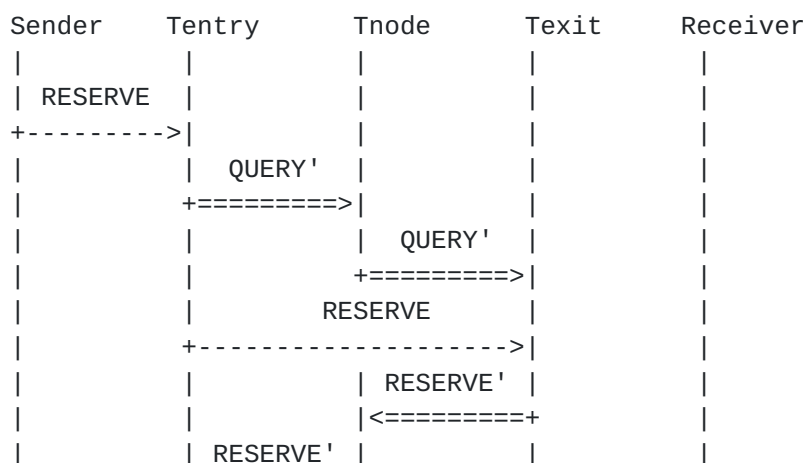 Sender    Tentry      Tnode      Texit     Receiver
|          |          |          |          |
| RESERVE  |          |          |          |
+--------->|          |          |          |
|          |  QUERY'  |          |          |
|          +=========>|          |          |
|          |          |  QUERY'  |          |
|          |          +=========>|          |
|          |        RESERVE      |          |
|          +-------------------->|          |
|          |          | RESERVE' |          |
|          |          |<=========+          |
|          | RESERVE' |          |          |